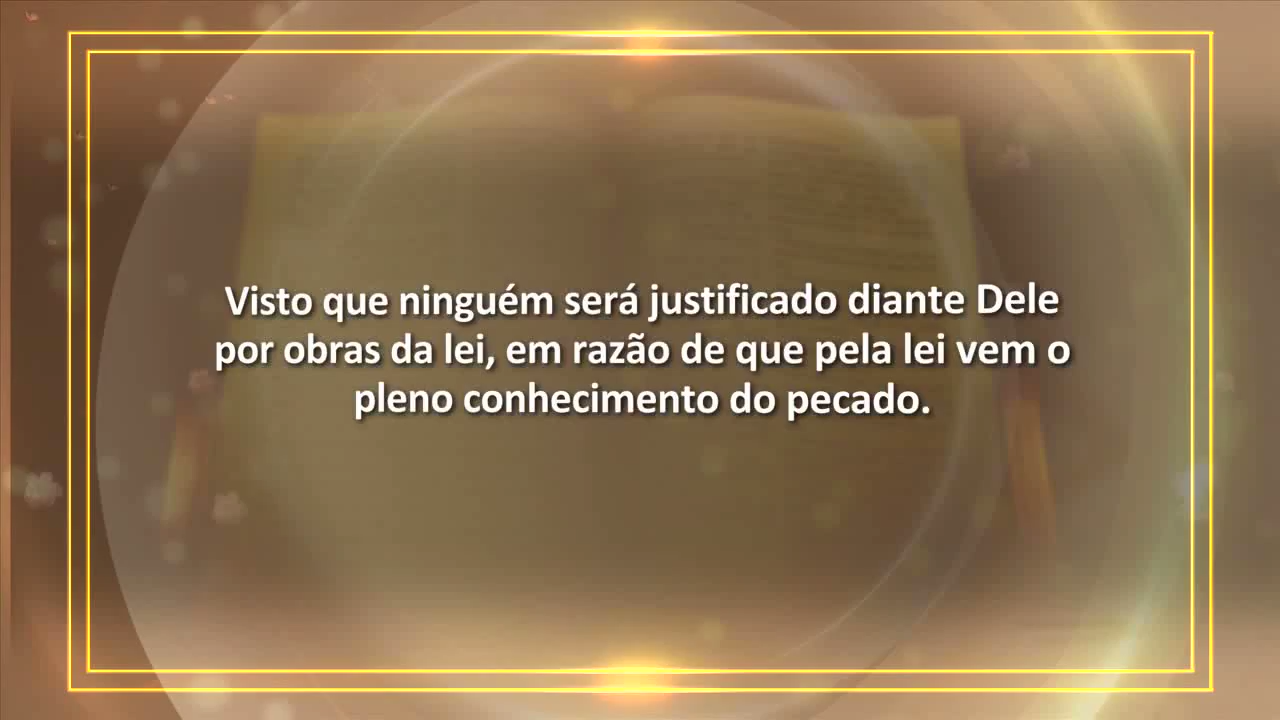 Visto que ninguém será justificado diante Dele
por obras da lei, em razão de que pela lei vem o
pleno conhecimento do pecado.